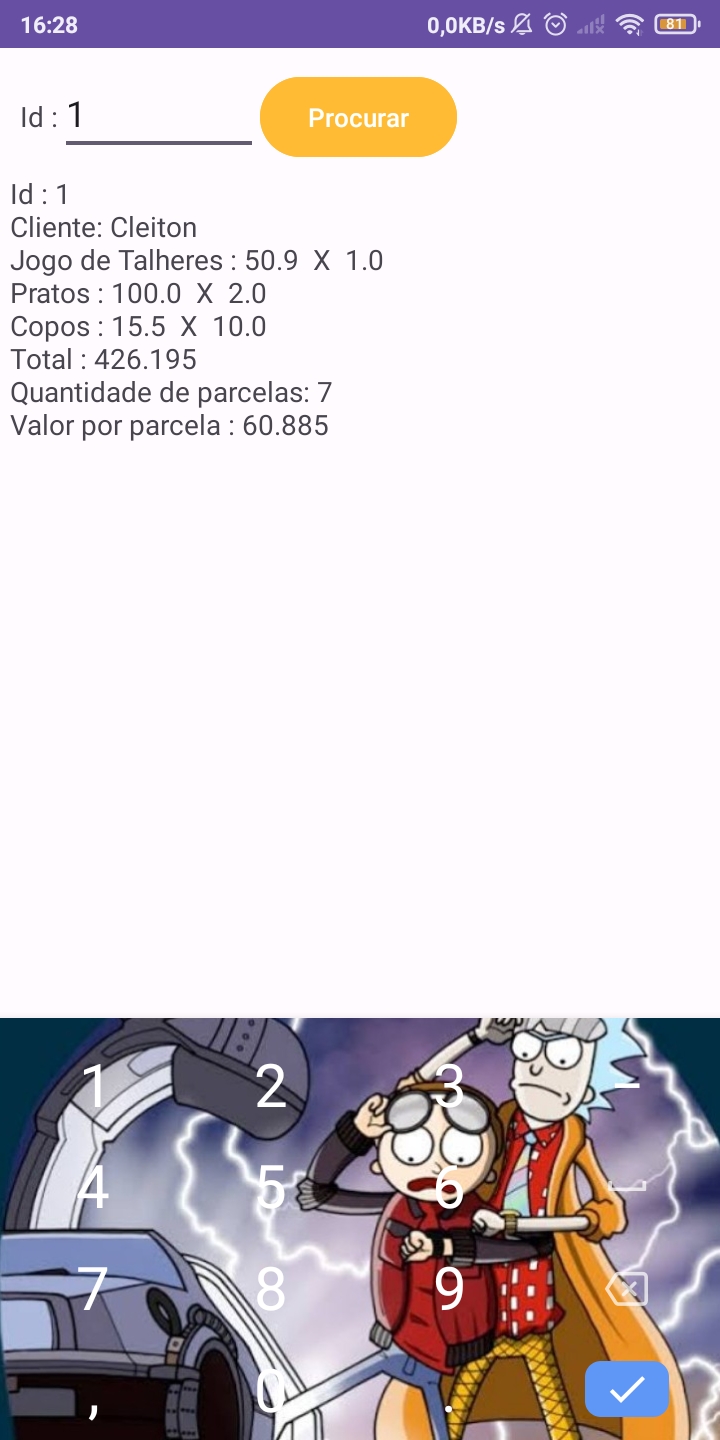 16:28 0,0KB/s 81
Id : 1 Procurar
Id : 1
Cliente: Cleiton
Jogo de Talheres : 50.9 X 1.0
Pratos : 100.0 X 2.0
Copos : 15.5 X 10.0
Total : 426.195
Quantidade de parcelas: 7
Valor por parcela : 60.885
1 2 3 -
4 5 6
7 8 9
, 0 .